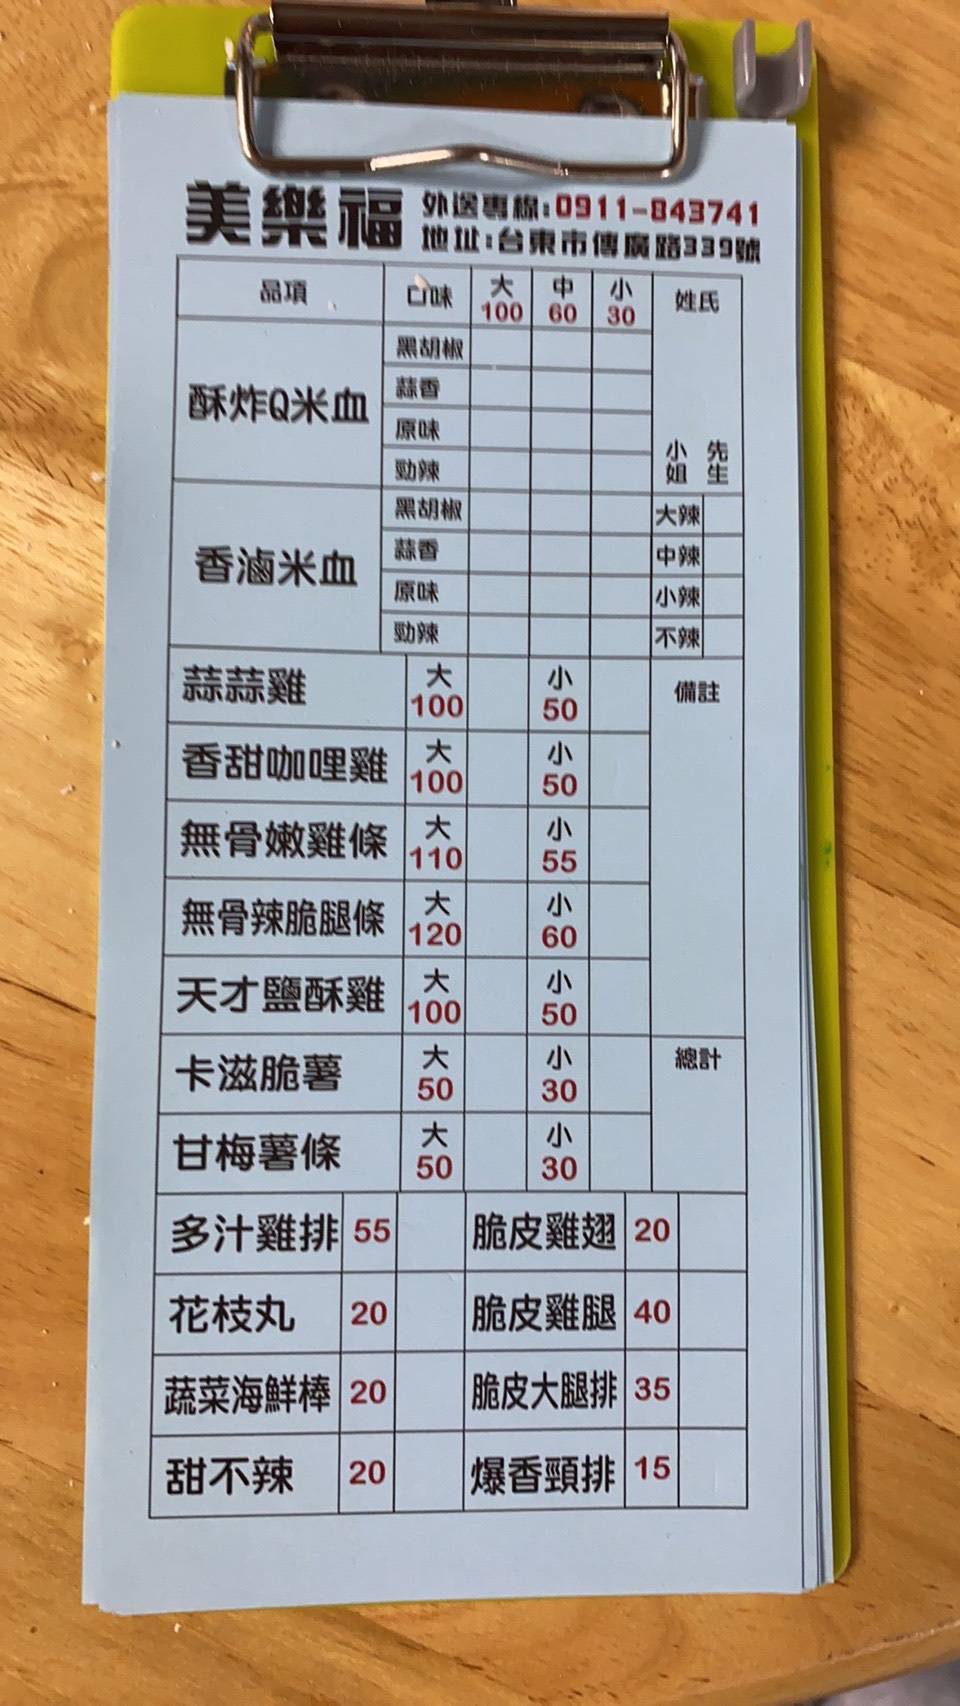 美樂福 外送專線:0911-843741
地址:台東市傳廣路339號
品項 口味 大 100 中 60 小 30 姓氏
酥炸Q米血 黑胡椒
蒜香
原味
勁辣
小姐 先生
香滷米血 黑胡椒 大辣
蒜香 中辣
原味 小辣
勁辣 不辣
蒜蒜雞 大 100 小 50 備註
香甜咖哩雞 大 100 小 50
無骨嫩雞條 大 110 小 55
無骨辣脆腿條 大 120 小 60
天才鹽酥雞 大 100 小 50
卡滋脆薯 大 50 小 30 總計
甘梅薯條 大 50 小 30
多汁雞排 55 脆皮雞翅 20
花枝丸 20 脆皮雞腿 40
蔬菜海鮮棒 20 脆皮大腿排 35
甜不辣 20 爆香頸排 15